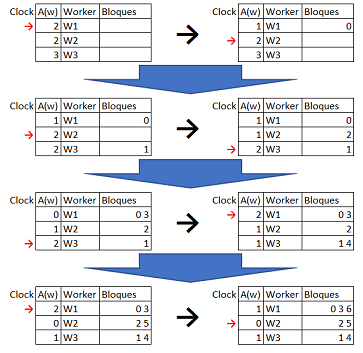 Clock A(w) Worker Bloques
2 W1
2 W2
3 W3
Clock A(w) Worker Bloques
1 W1 0
2 W2
3 W3
Clock A(w) Worker Bloques
1 W1 0
2 W2
2 W3 1
Clock A(w) Worker Bloques
1 W1 0
1 W2 2
2 W3 1
Clock A(w) Worker Bloques
0 W1 0 3
1 W2 2
2 W3 1
Clock A(w) Worker Bloques
2 W1 0 3
1 W2 2
1 W3 1 4
Clock A(w) Worker Bloques
2 W1 0 3
0 W2 2 5
1 W3 1 4
Clock A(w) Worker Bloques
1 W1 0 3 6
0 W2 2 5
1 W3 1 4